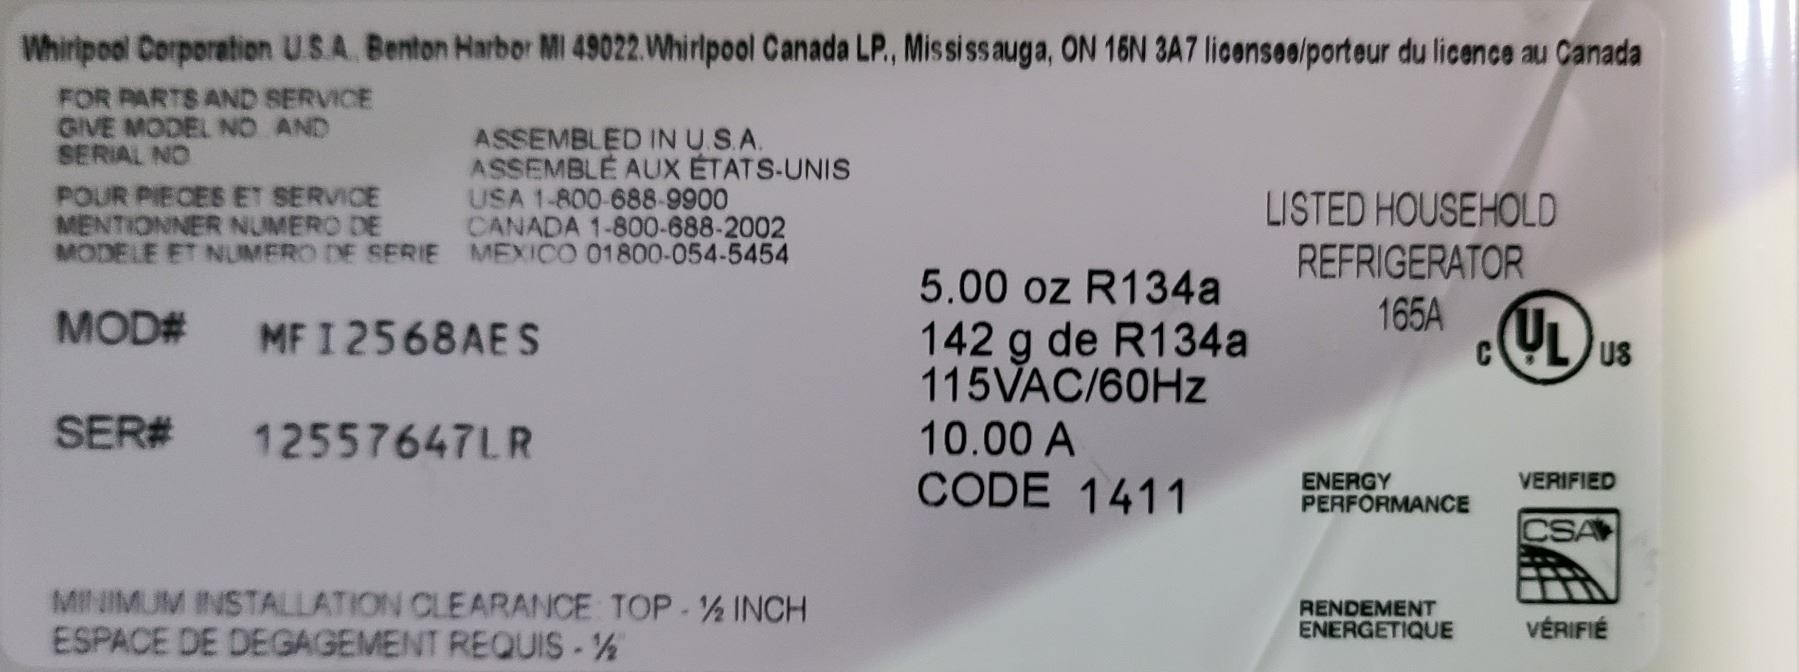 Whirlpool Corporation U.S.A. Benton Harbor MI 49022. Whirlpool Canada LP., Mississauga, ON 16N 3A7 licensee/porteur du licence au Canada
FOR PARTS AND SERVICE
GIVE MODEL NO. AND
SERIAL NO
POUR PIECES ET SERVICE
MENTIONNER NUMERO DE
MODELE ET NUMERO DE SERIE
ASSEMBLED IN U.S.A.
ASSEMBLÉ AUX ÉTATS-UNIS
USA 1-800-688-9900
CANADA 1-800-688-2002
MEXICO 01800-054-5454
MOD# MFI2568AES
SER# 12557647LR
5.00 oz R134a
142 g de R134a
115VAC/60Hz
10.00 A
CODE 1411
LISTED HOUSEHOLD
REFRIGERATOR
165A
C UL US
ENERGY
PERFORMANCE
VERIFIED
CSA
RENDEMENT
ENERGETIQUE
VÉRIFIÉ
MINIMUM INSTALLATION CLEARANCE: TOP - ½ INCH
ESPACE DE DEGAGEMENT REQUIS - ½"